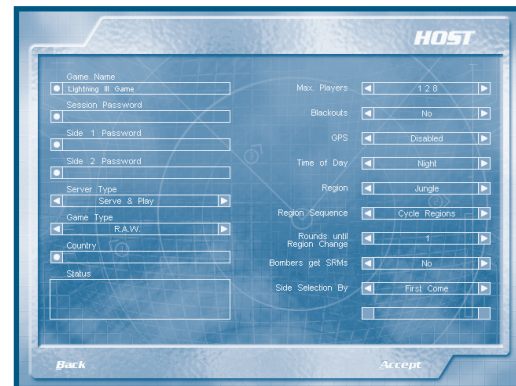 HOST
Game Name
Lightning III Game
Session Password
Side 1 Password
Side 2 Password
Server Type
Serve & Play
Game Type
R.A.W.
Country
Status
Max. Players
128
Blackouts
No
GPS
Disabled
Time of Day
Night
Region
Jungle
Region Sequence
Cycle Regions
Rounds until
Region Change
1
Bombers get SRMs
No
Side Selection By
First Come
Back
Accept